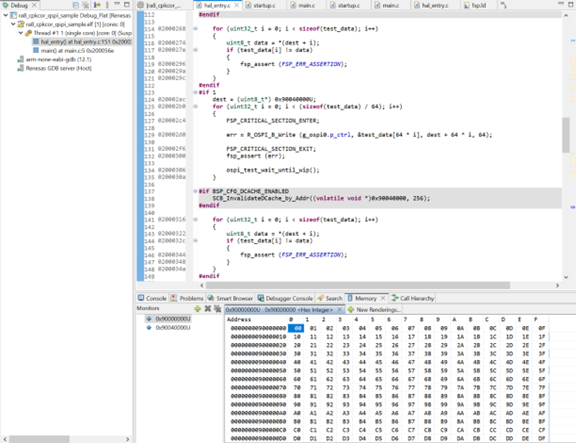 Debug
[ra8_cpkcor_qspi_sample Debug_Flat] [Renesas
ra8_cpkcor_qspi_sample.elf [1] [cores: 0]
Thread #1 1 (single core) [core: 0] (Susp
hal_entry() at hal_entry.c:151 0x2000
main() at main.c:5 0x200056e
arm-none-eabi-gdb (12.1)
Renesas GDB server (Host)
hal_entry.c
startup.c
main.c
startup.c
main.c
fsp.ld
112 #endif
113
114 02000268 for (uint32_t i = 0; i < sizeof(test_data); i++)
115 {
116 02000274 uint8_t data = *(dest + i);
117 0200027e if (test_data[i] != data)
118 {
119 fsp_assert (FSP_ERR_ASSERTION);
120 }
121 }
122 #endif
123 #if 1
124 020002ac dest = (uint8_t*) 0x90040000U;
125 020002b0 for (uint32_t i = 0; i < (sizeof(test_data) / 64); i++)
126 {
127 020002c4 FSP_CRITICAL_SECTION_ENTER;
128
129 020002d0 err = R_OSPI_B_Write (g_ospi0.p_ctrl, &test_data[64 * i], dest + 64 * i, 64);
130
131 020002f6 FSP_CRITICAL_SECTION_EXIT;
132 02000300 fsp_assert (err);
133
134 02000306 ospi_test_wait_until_wip();
135 0200030a }
136
137 #if BSP_CFG_DCACHE_ENABLED
138 SCB_InvalidateDCache_by_Addr((volatile void *)0x90040000, 256);
139 #endif
140
141 02000316 for (uint32_t i = 0; i < sizeof(test_data); i++)
142 {
143 02000322 uint8_t data = *(dest + i);
144 0200032c if (test_data[i] != data)
145 {
146 02000344 fsp_assert (FSP_ERR_ASSERTION);
147 02000348 }
148 0200034a }
149 #endif
Console Problems Smart Browser Debugger Console Search Memory Call Hierarchy
Monitors
0x90000000U
0x90040000U
0x90000000U : 0x90000000 <Hex Integer> New Renderings...
Address 0 1 2 3 4 5 6 7 8 9 A B C D E F
0000000090000000 00 01 02 03 04 05 06 07 08 09 0A 0B 0C 0D 0E 0F
0000000090000010 10 11 12 13 14 15 16 17 18 19 1A 1B 1C 1D 1E 1F
0000000090000020 20 21 22 23 24 25 26 27 28 29 2A 2B 2C 2D 2E 2F
0000000090000030 30 31 32 33 34 35 36 37 38 39 3A 3B 3C 3D 3E 3F
0000000090000040 40 41 42 43 44 45 46 47 48 49 4A 4B 4C 4D 4E 4F
0000000090000050 50 51 52 53 54 55 56 57 58 59 5A 5B 5C 5D 5E 5F
0000000090000060 60 61 62 63 64 65 66 67 68 69 6A 6B 6C 6D 6E 6F
0000000090000070 70 71 72 73 74 75 76 77 78 79 7A 7B 7C 7D 7E 7F
0000000090000080 80 81 82 83 84 85 86 87 88 89 8A 8B 8C 8D 8E 8F
0000000090000090 90 91 92 93 94 95 96 97 98 99 9A 9B 9C 9D 9E 9F
00000000900000A0 A0 A1 A2 A3 A4 A5 A6 A7 A8 A9 AA AB AC AD AE AF
00000000900000B0 B0 B1 B2 B3 B4 B5 B6 B7 B8 B9 BA BB BC BD BE BF
00000000900000C0 C0 C1 C2 C3 C4 C5 C6 C7 C8 C9 CA CB CC CD CE CF
00000000900000D0 D0 D1 D2 D3 D4 D5 D6 D7 D8 D9 DA DB DC DD DE DF